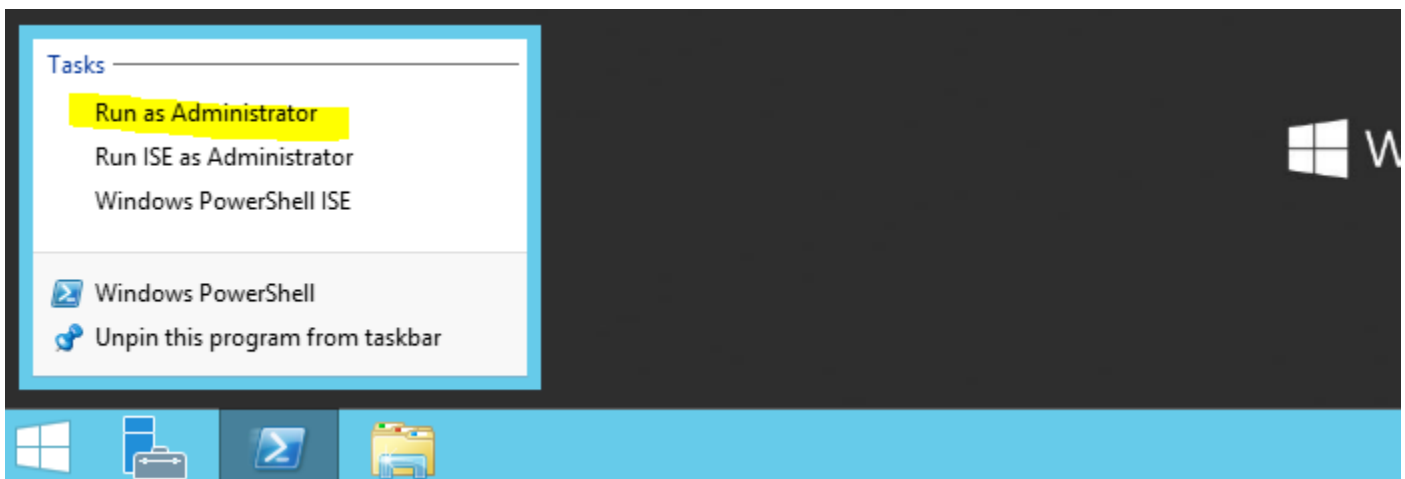 Tasks
Run as Administrator
Run ISE as Administrator
Windows PowerShell ISE
Windows PowerShell
Unpin this program from taskbar
W